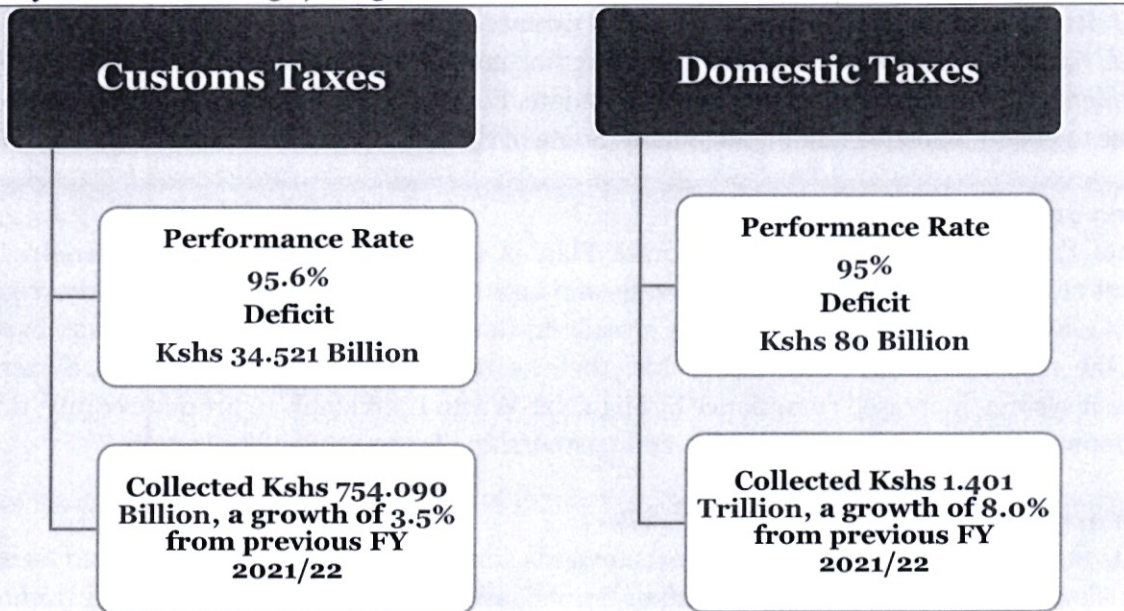 Customs Taxes
Performance Rate
95.6%
Deficit
Kshs 34.521 Billion
Collected Kshs 754.090
Billion, a growth of 3.5%
from previous FY
2021/22
Domestic Taxes
Performance Rate
95%
Deficit
Kshs 80 Billion
Collected Kshs 1.401
Trillion, a growth of 8.0%
from previous FY
2021/22